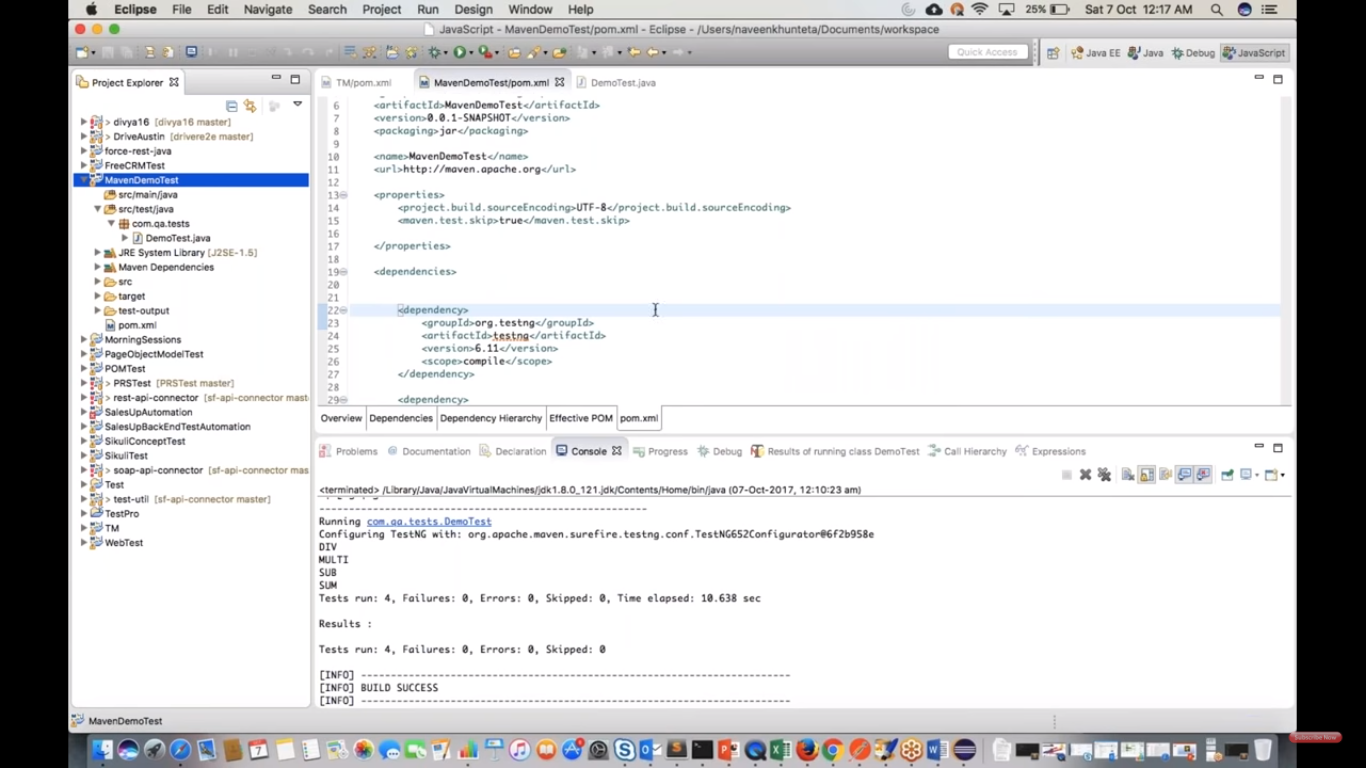 Eclipse File Edit Navigate Search Project Run Design Window Help 25% Sat 7 Oct 12:17 AM
JavaScript - MavenDemoTest/pom.xml - Eclipse - /Users/naveenkhunteta/Documents/workspace
Quick Access Java EE Java Debug JavaScript
Project Explorer
> divya16 [divya16 master]
> DriveAustin [drivere2e master]
force-rest-java
FreeCRMTest
MavenDemoTest
src/main/java
src/test/java
com.qa.tests
DemoTest.java
JRE System Library [J2SE-1.5]
Maven Dependencies
src
target
test-output
pom.xml
MorningSessions
PageObjectModelTest
POMTest
> PRSTest [PRSTest master]
> rest-api-connector [sf-api-connector mast
SalesUpAutomation
SalesUpBackEndTestAutomation
SikuliConceptTest
SikuliTest
> soap-api-connector [sf-api-connector mas
Test
> test-util [sf-api-connector master]
TestPro
TM
WebTest
TM/pom.xml MavenDemoTest/pom.xml DemoTest.java
6 <artifactId>MavenDemoTest</artifactId>
7 <version>0.0.1-SNAPSHOT</version>
8 <packaging>jar</packaging>
9
10 <name>MavenDemoTest</name>
11 <url>http://maven.apache.org</url>
12
13 <properties>
14 <project.build.sourceEncoding>UTF-8</project.build.sourceEncoding>
15 <maven.test.skip>true</maven.test.skip>
16
17 </properties>
18
19 <dependencies>
20
21
22 <dependency>
23 <groupId>org.testng</groupId>
24 <artifactId>testng</artifactId>
25 <version>6.11</version>
26 <scope>compile</scope>
27 </dependency>
28
29 <dependency>
Overview Dependencies Dependency Hierarchy Effective POM pom.xml
Problems Documentation Declaration Console Progress Debug Results of running class DemoTest Call Hierarchy Expressions
<terminated> /Library/Java/JavaVirtualMachines/jdk1.8.0_121.jdk/Contents/Home/bin/java (07-Oct-2017, 12:10:23 am)
-------------------------------------------------------
Running com.qa.tests.DemoTest
Configuring TestNG with: org.apache.maven.surefire.testng.conf.TestNG652Configurator@6f2b958e
DIV
MULTI
SUB
SUM
Tests run: 4, Failures: 0, Errors: 0, Skipped: 0, Time elapsed: 10.638 sec
Results :
Tests run: 4, Failures: 0, Errors: 0, Skipped: 0
[INFO] ------------------------------------------------------------------------
[INFO] BUILD SUCCESS
[INFO] ------------------------------------------------------------------------
MavenDemoTest
Subscribe Now